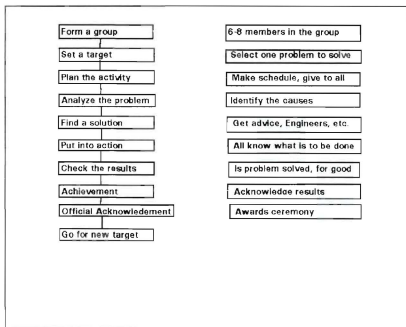 Form a group
6-8 members in the group
Set a target
Select one problem to solve
Plan the activity
Make schedule, give to all
Analyze the problem
Identify the causes
Find a solution
Get advice, Engineers, etc.
Put into action
All know what is to be done
Check the results
Is problem solved, for good
Achievement
Acknowledge results
Official Acknowledement
Awards ceremony
Go for new target